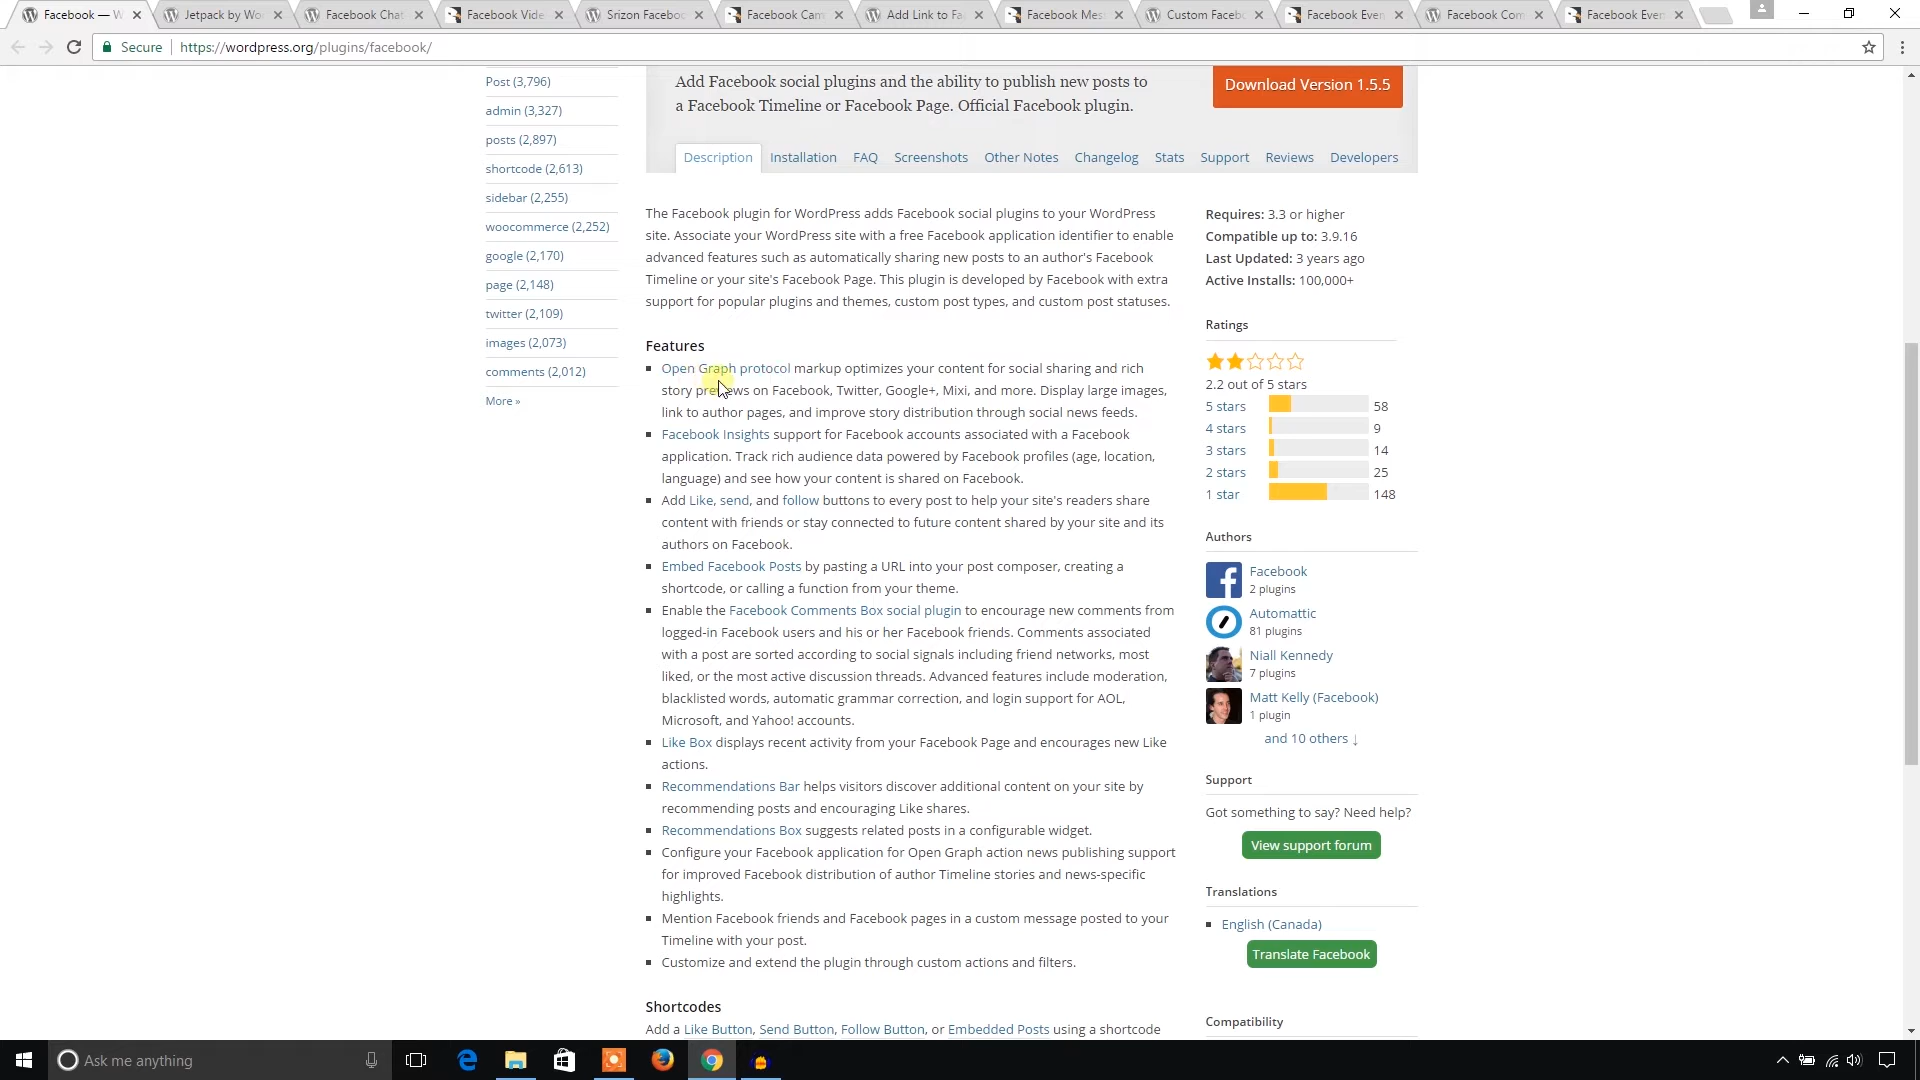 Facebook — W
Jetpack by Wo
Facebook Chat
Facebook Vide
Srizon Faceboo
Facebook Cam
Add Link to Fa
Facebook Mes
Custom Facebo
Facebook Even
Facebook Com
Facebook Even
Secure
https://wordpress.org/plugins/facebook/
Post (3,796)
admin (3,327)
posts (2,897)
shortcode (2,613)
sidebar (2,255)
woocommerce (2,252)
google (2,170)
page (2,148)
twitter (2,109)
images (2,073)
comments (2,012)
More »
Add Facebook social plugins and the ability to publish new posts to
a Facebook Timeline or Facebook Page. Official Facebook plugin.
Download Version 1.5.5
Description Installation FAQ Screenshots Other Notes Changelog Stats Support Reviews Developers
The Facebook plugin for WordPress adds Facebook social plugins to your WordPress
site. Associate your WordPress site with a free Facebook application identifier to enable
advanced features such as automatically sharing new posts to an author's Facebook
Timeline or your site's Facebook Page. This plugin is developed by Facebook with extra
support for popular plugins and themes, custom post types, and custom post statuses.
Features
Open Graph protocol markup optimizes your content for social sharing and rich
story previews on Facebook, Twitter, Google+, Mixi, and more. Display large images,
link to author pages, and improve story distribution through social news feeds.
Facebook Insights support for Facebook accounts associated with a Facebook
application. Track rich audience data powered by Facebook profiles (age, location,
language) and see how your content is shared on Facebook.
Add Like, send, and follow buttons to every post to help your site's readers share
content with friends or stay connected to future content shared by your site and its
authors on Facebook.
Embed Facebook Posts by pasting a URL into your post composer, creating a
shortcode, or calling a function from your theme.
Enable the Facebook Comments Box social plugin to encourage new comments from
logged-in Facebook users and his or her Facebook friends. Comments associated
with a post are sorted according to social signals including friend networks, most
liked, or the most active discussion threads. Advanced features include moderation,
blacklisted words, automatic grammar correction, and login support for AOL,
Microsoft, and Yahoo! accounts.
Like Box displays recent activity from your Facebook Page and encourages new Like
actions.
Recommendations Bar helps visitors discover additional content on your site by
recommending posts and encouraging Like shares.
Recommendations Box suggests related posts in a configurable widget.
Configure your Facebook application for Open Graph action news publishing support
for improved Facebook distribution of author Timeline stories and news-specific
highlights.
Mention Facebook friends and Facebook pages in a custom message posted to your
Timeline with your post.
Customize and extend the plugin through custom actions and filters.
Shortcodes
Add a Like Button, Send Button, Follow Button, or Embedded Posts using a shortcode
Requires: 3.3 or higher
Compatible up to: 3.9.16
Last Updated: 3 years ago
Active Installs: 100,000+
Ratings
2.2 out of 5 stars
5 stars 58
4 stars 9
3 stars 14
2 stars 25
1 star 148
Authors
Facebook
2 plugins
Automattic
81 plugins
Niall Kennedy
7 plugins
Matt Kelly (Facebook)
1 plugin
and 10 others ↓
Support
Got something to say? Need help?
View support forum
Translations
English (Canada)
Translate Facebook
Compatibility
Ask me anything